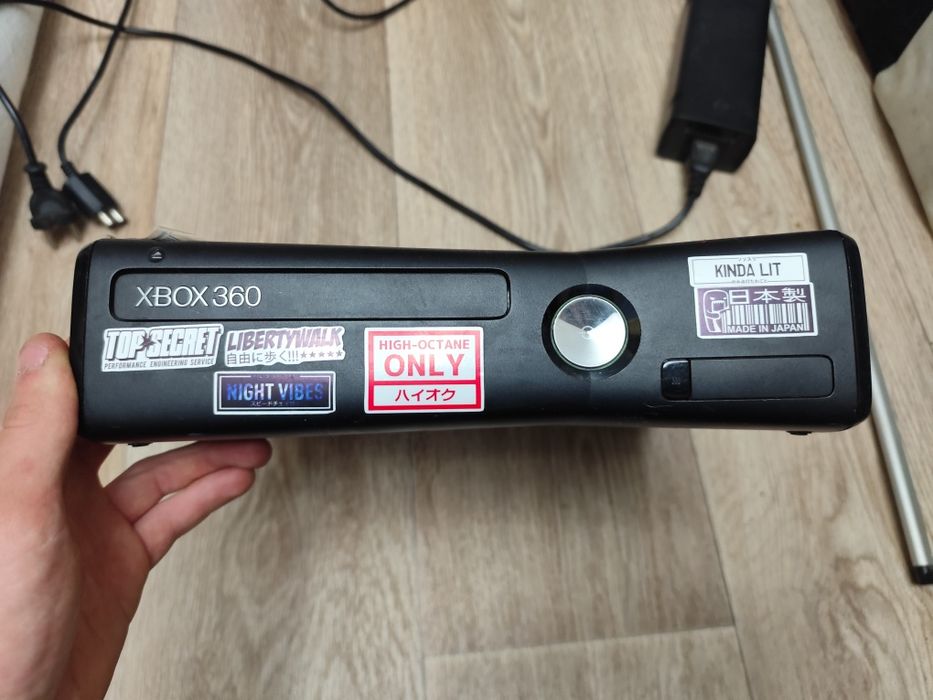 XBOX 360
TOP SECRET
PERFORMANCE ENGINEERING SERVICE
LIBERTYWALK
自由に歩く!!!★★★★★
NIGHT VIBES
HIGH-OCTANE
ONLY
ハイオク
KINDA LIT
日本製
MADE IN JAPAN